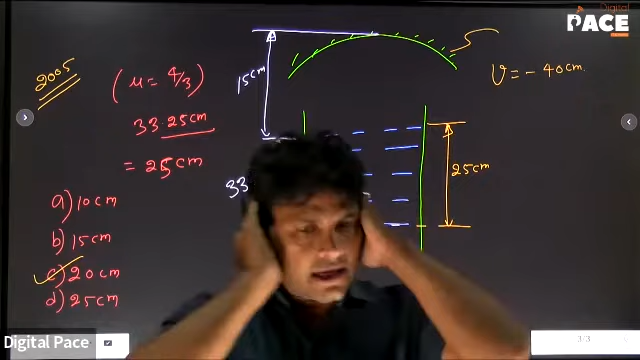 Digital
PACE
2005
(μ = 4/3)
33.25cm
= 25cm
a) 10cm
b) 15cm
c) 20cm
d) 25cm
15cm
33
25cm
v = - 40cm.
Digital Pace
3/3